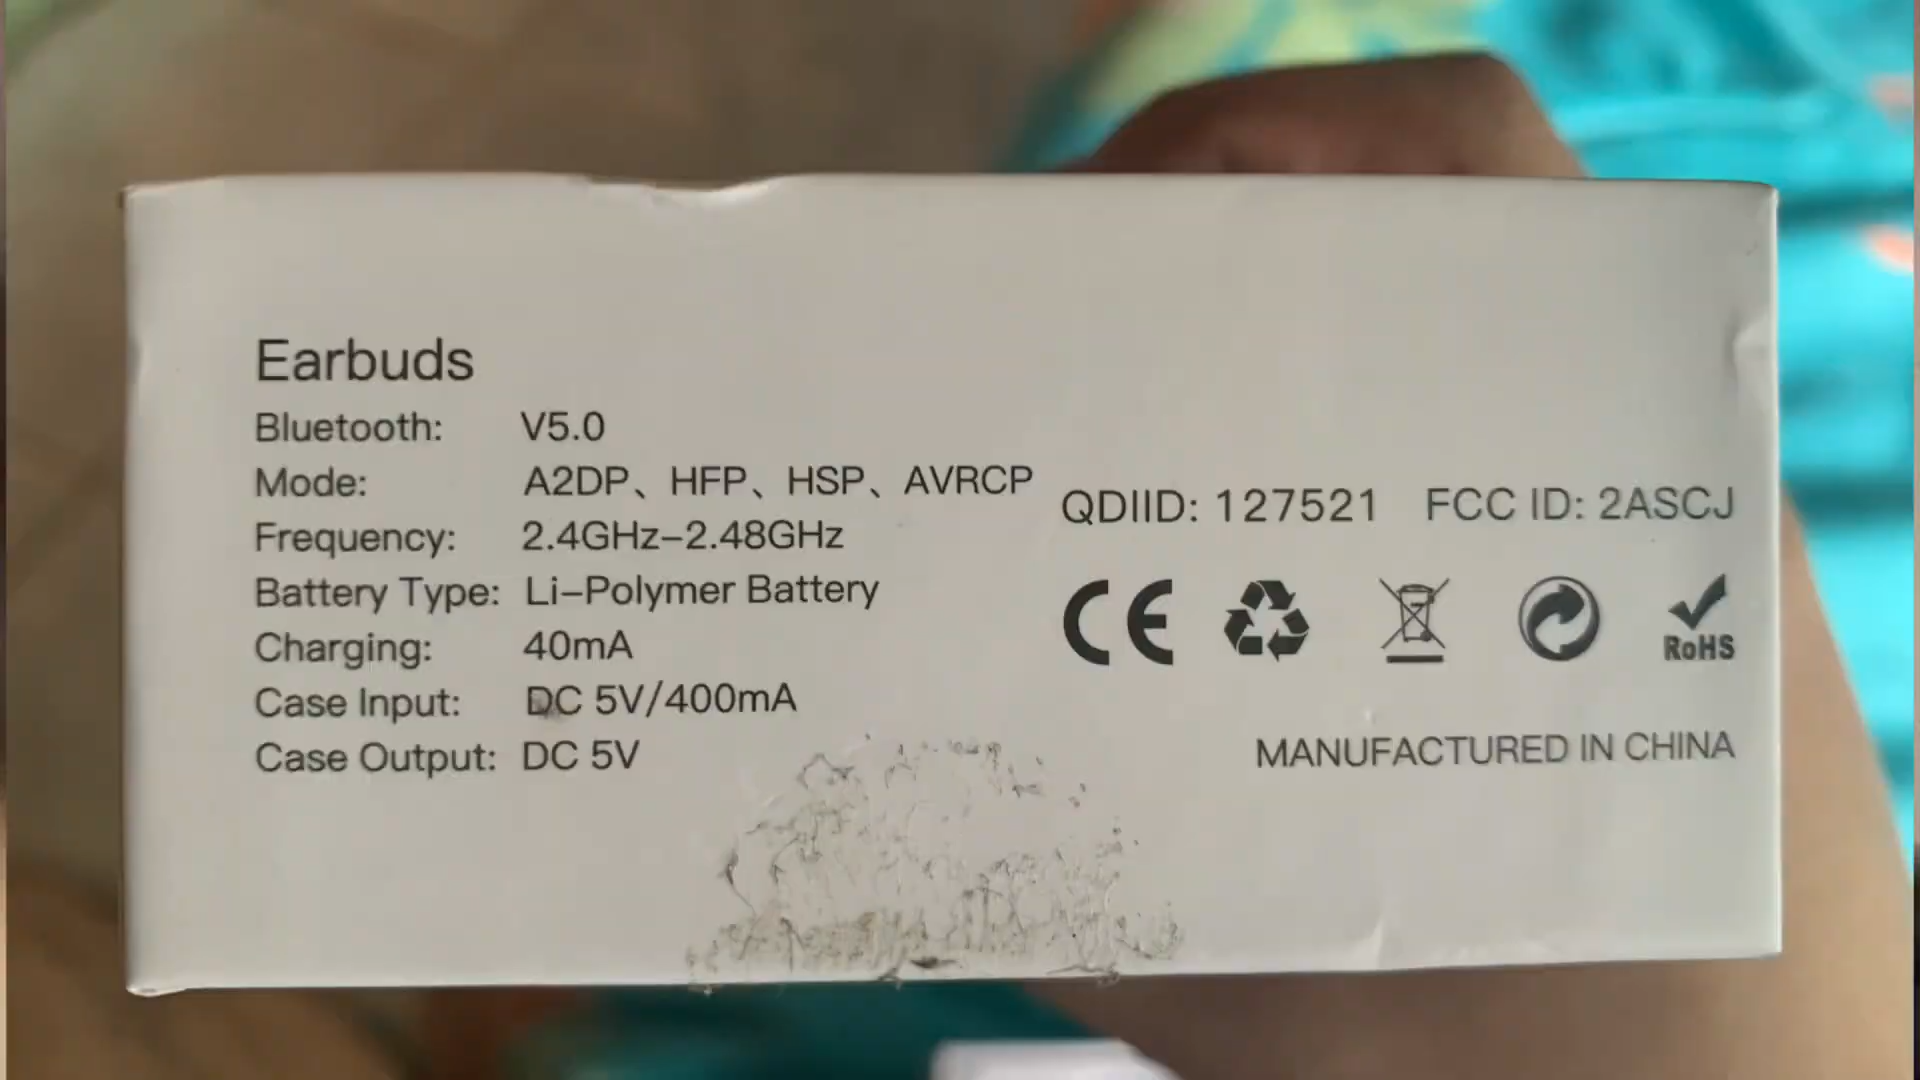 Earbuds
Bluetooth: V5.0
Mode: A2DP、HFP、HSP、AVRCP
Frequency: 2.4GHz–2.48GHz
Battery Type: Li–Polymer Battery
Charging: 40mA
Case Input: DC 5V/400mA
Case Output: DC 5V
QDIID: 127521 FCC ID: 2ASCJ
CE
RoHS
MANUFACTURED IN CHINA